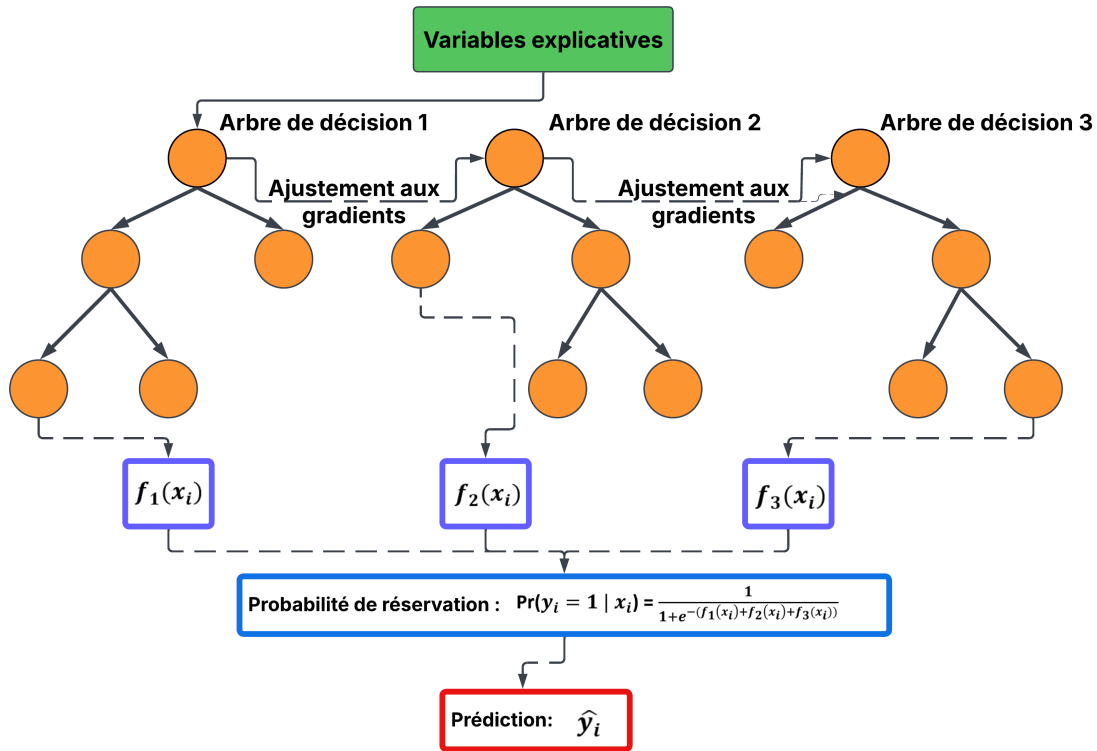 Variables explicatives
Arbre de décision 1
Arbre de décision 2
Arbre de décision 3
Ajustement aux
gradients
Ajustement aux
gradients
f₁(xᵢ)
f₂(xᵢ)
f₃(xᵢ)
Probabilité de réservation : Pr(yᵢ = 1 | xᵢ) = 1 / 1+e^−(f₁(xᵢ)+f₂(xᵢ)+f₃(xᵢ))
Prédiction: ŷᵢ